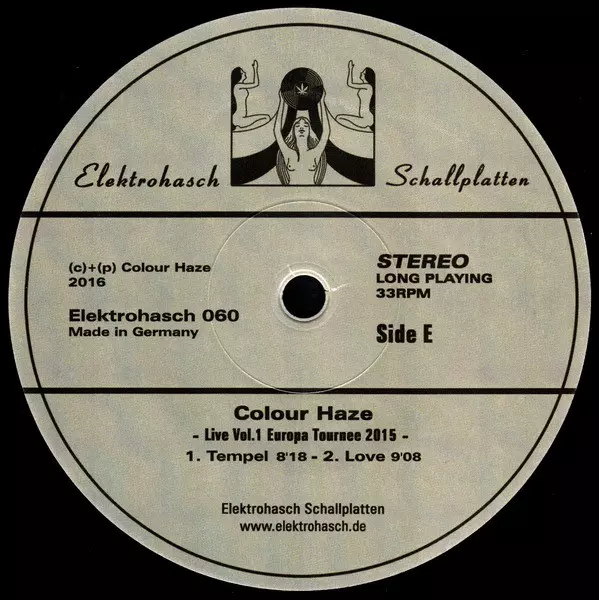 Elektrohasch Schallplatten
(c)+(p) Colour Haze
2016
Elektrohasch 060
Made in Germany
STEREO
LONG PLAYING
33RPM
Side E
Colour Haze
- Live Vol.1 Europa Tournee 2015 -
1. Tempel 8'18 - 2. Love 9'08
Elektrohasch Schallplatten
www.elektrohasch.de